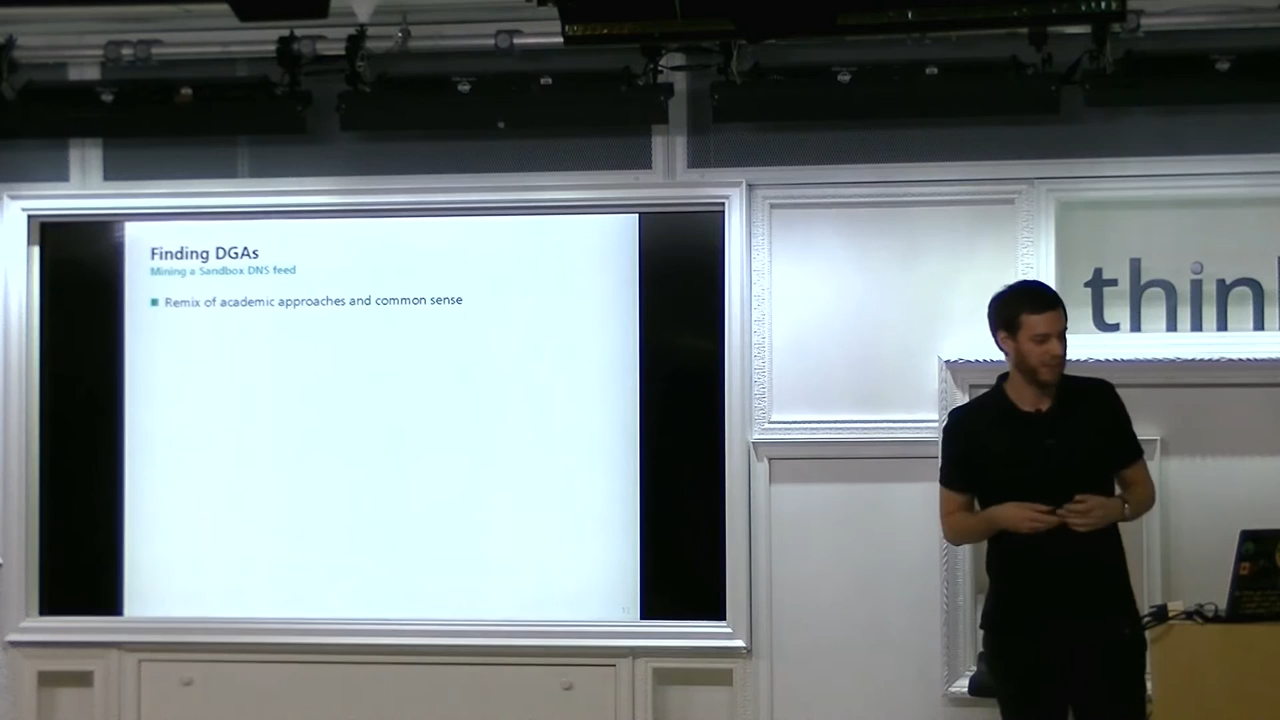 Finding DGAs
Mining a Sandbox DNS feed
Remix of academic approaches and common sense
thin